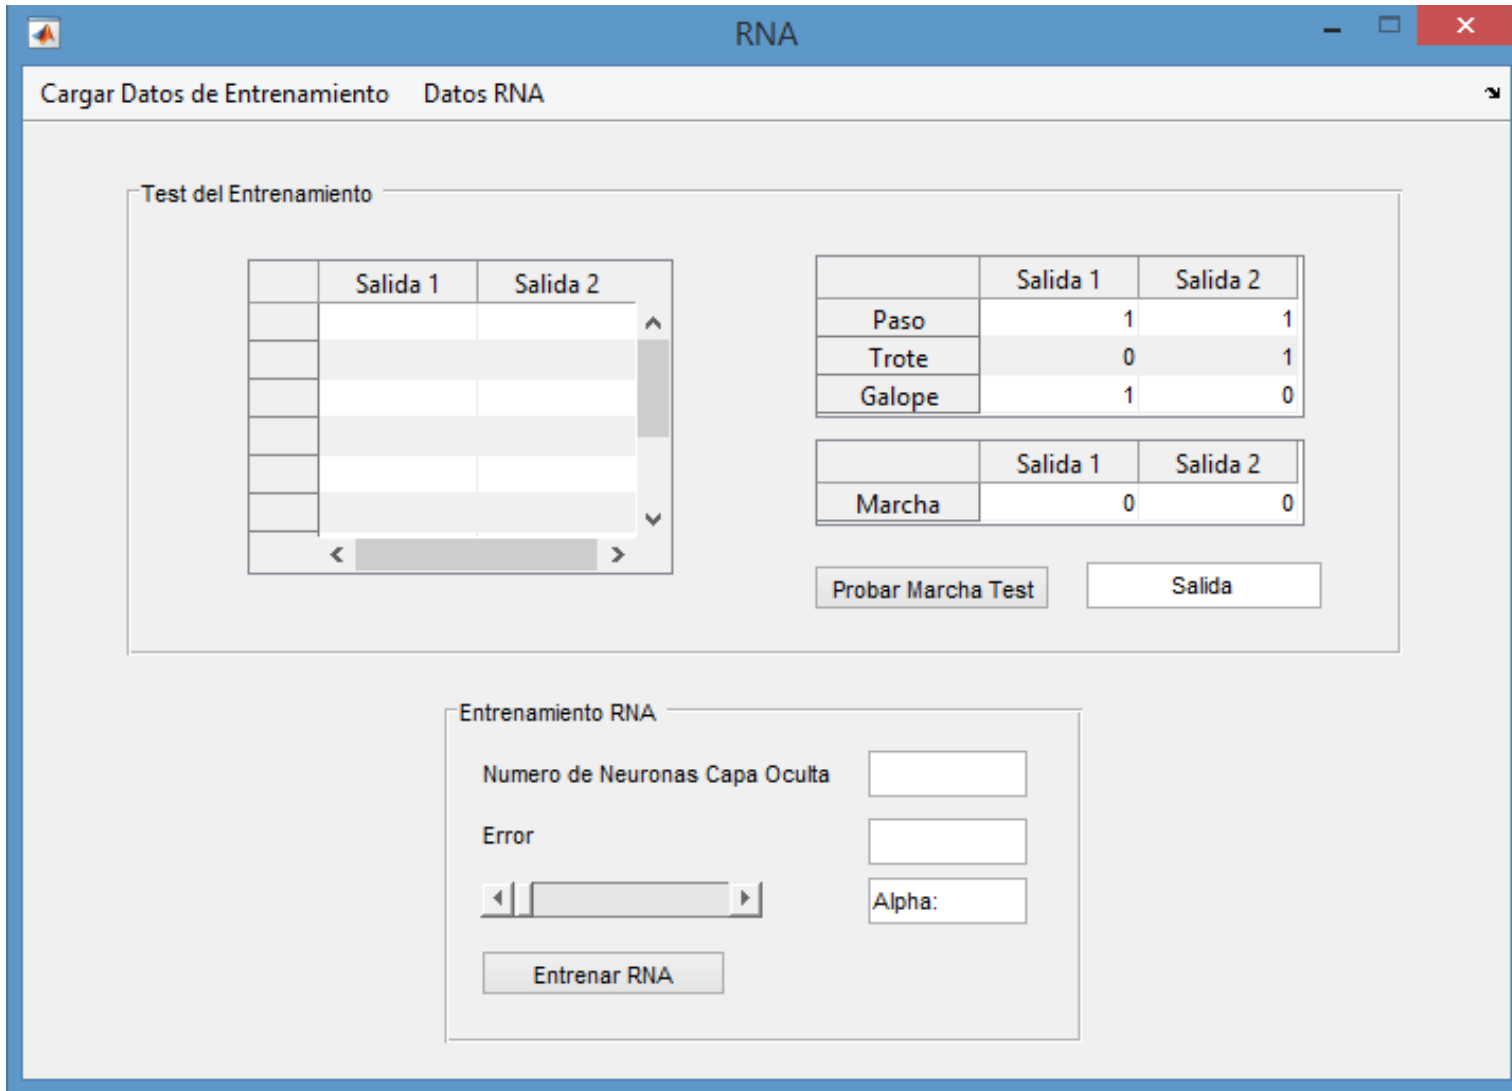 RNA
Cargar Datos de Entrenamiento Datos RNA
Test del Entrenamiento
Salida 1 Salida 2
Salida 1 Salida 2
Paso 1 1
Trote 0 1
Galope 1 0
Salida 1 Salida 2
Marcha 0 0
Probar Marcha Test Salida
Entrenamiento RNA
Numero de Neuronas Capa Oculta
Error
Alpha:
Entrenar RNA